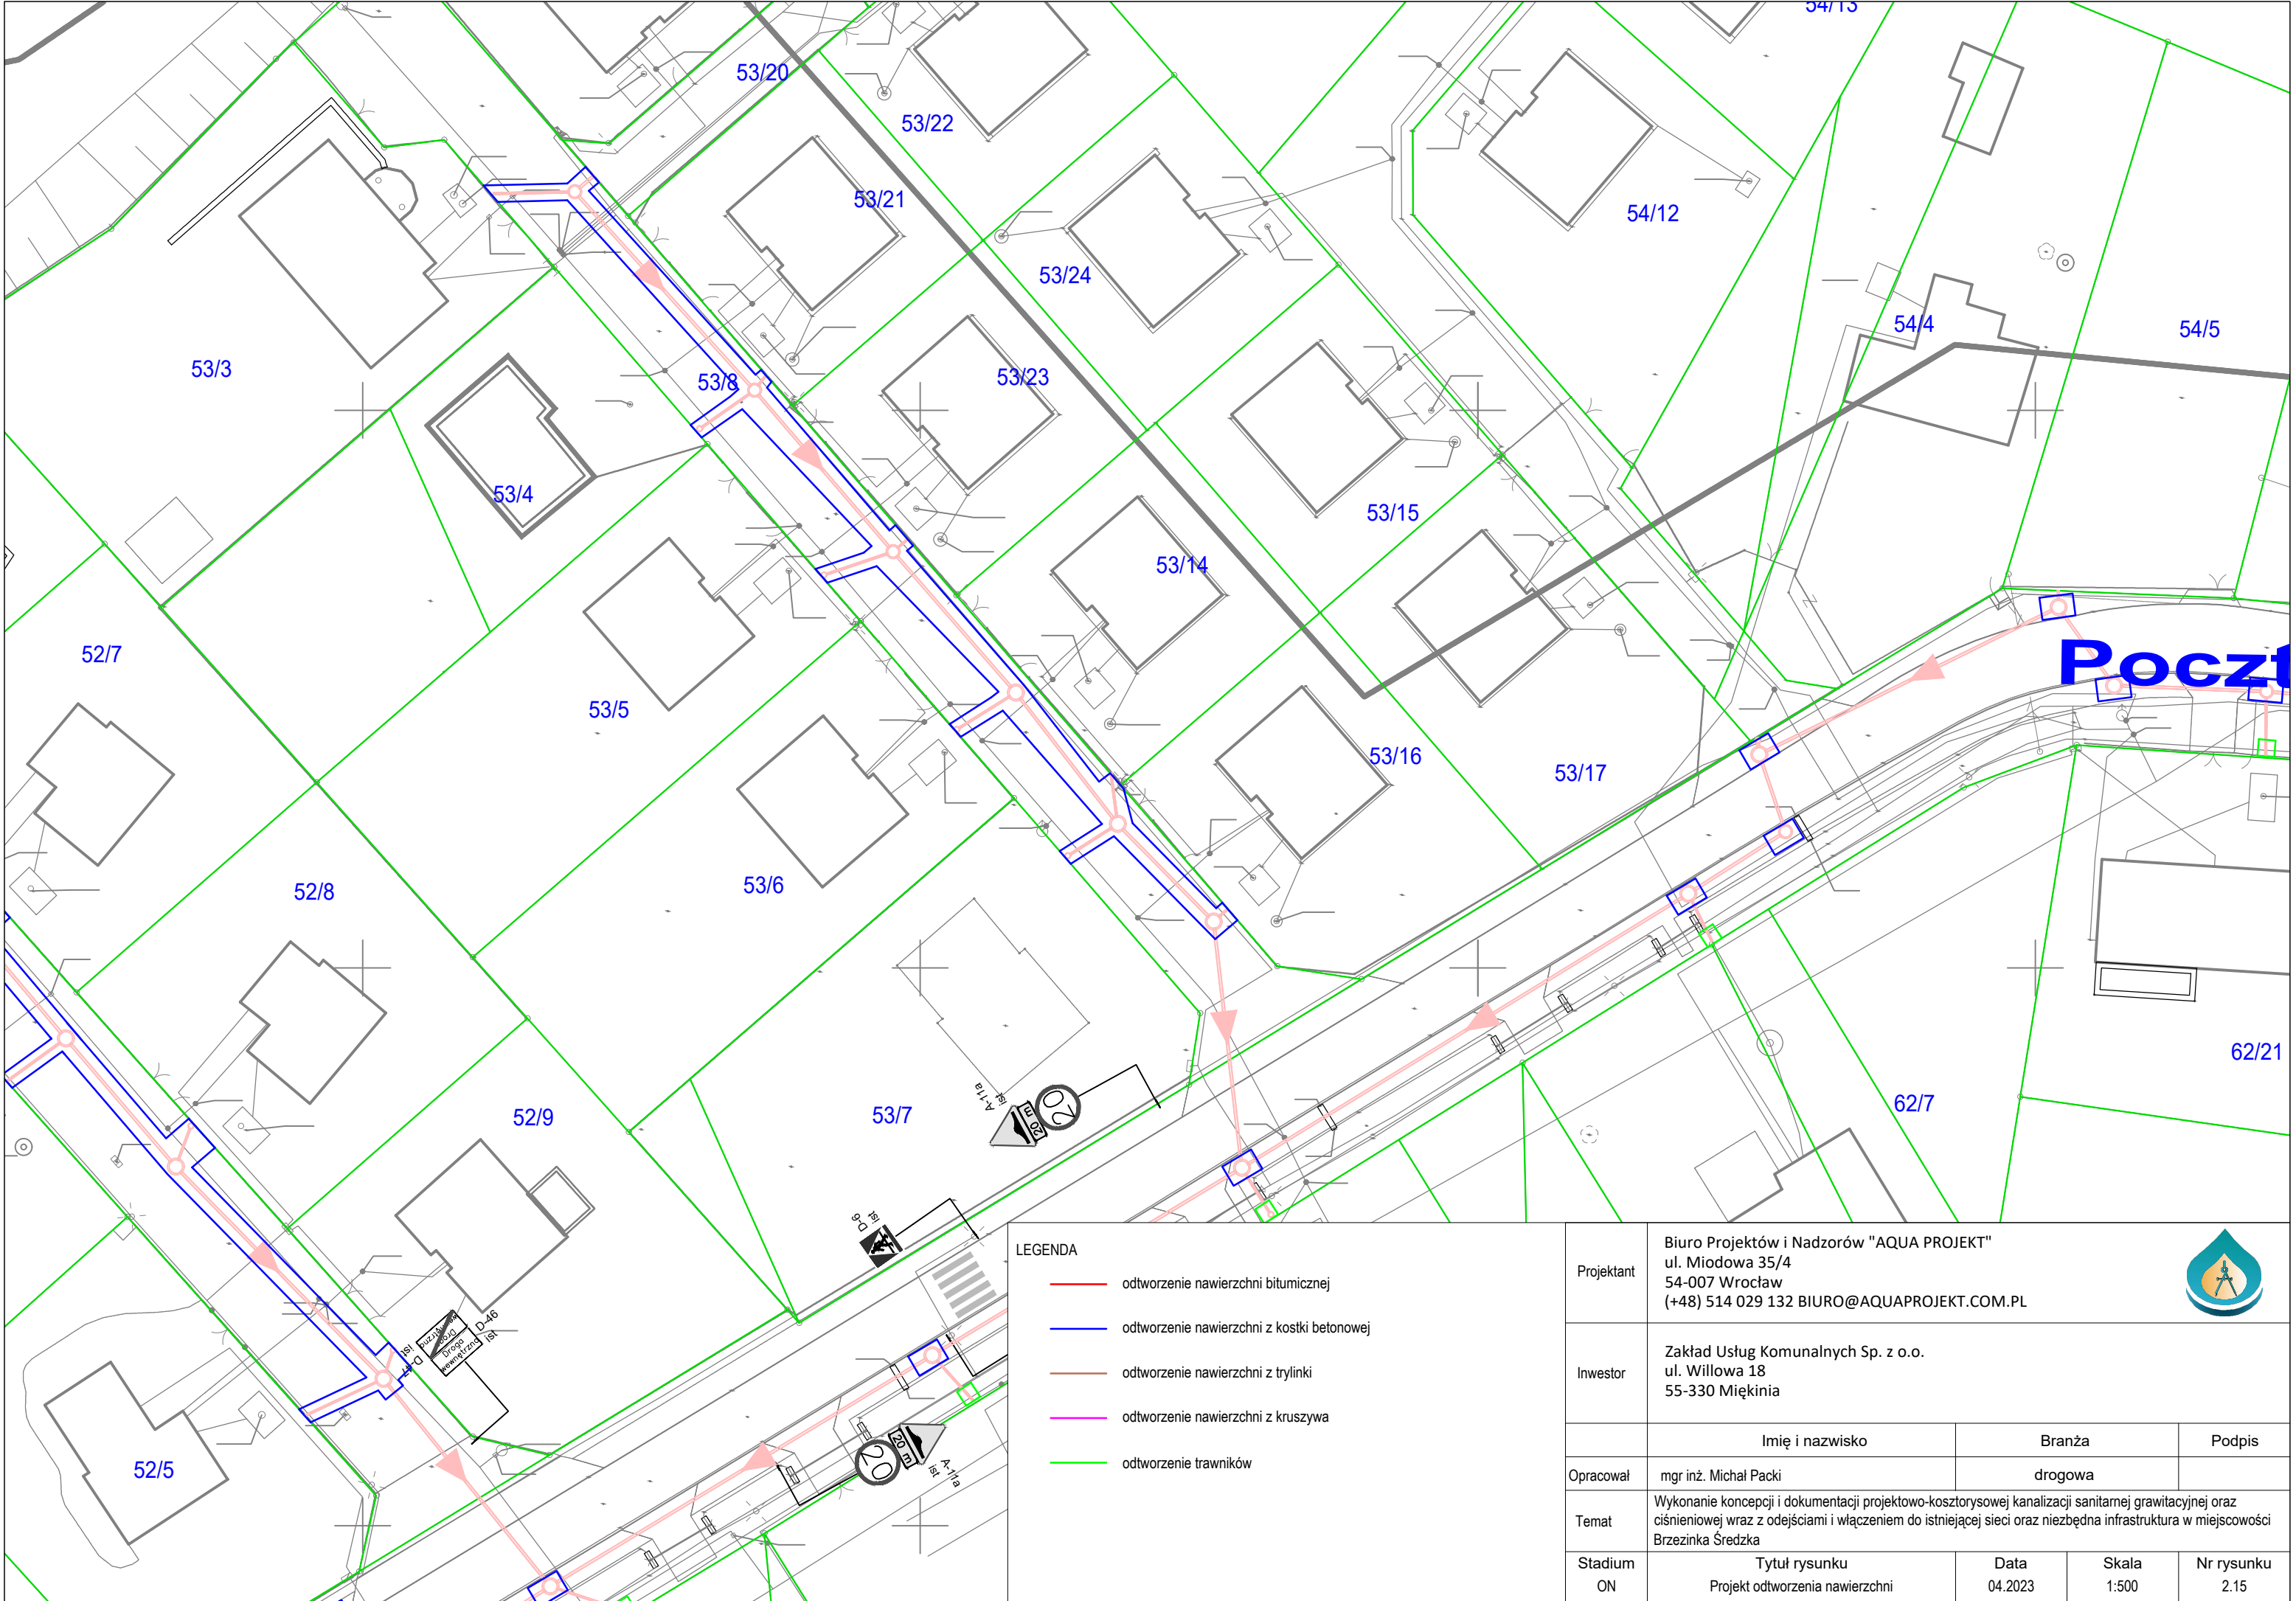 54/13
53/20
53/22
53/21
54/12
53/24
54/4
54/5
53/3
53/8
53/23
53/4
53/15
53/14
52/7
Poczt
53/5
53/16
53/17
53/6
52/8
62/21
52/9
53/7
62/7
A-11a
ist
20 m
20
D-6
ist
D-46
ist
Droga
wewnętrzna
D-47
ist
52/5
20
20 m
A-11a
ist
LEGENDA
odtworzenie nawierzchni bitumicznej
odtworzenie nawierzchni z kostki betonowej
odtworzenie nawierzchni z trylinki
odtworzenie nawierzchni z kruszywa
odtworzenie trawników
Projektant
Biuro Projektów i Nadzorów "AQUA PROJEKT"
ul. Miodowa 35/4
54-007 Wrocław
(+48) 514 029 132 BIURO@AQUAPROJEKT.COM.PL
Inwestor
Zakład Usług Komunalnych Sp. z o.o.
ul. Willowa 18
55-330 Miękinia
Imię i nazwisko Branża Podpis
Opracował mgr inż. Michał Packi drogowa
Temat
Wykonanie koncepcji i dokumentacji projektowo-kosztorysowej kanalizacji sanitarnej grawitacyjnej oraz
ciśnieniowej wraz z odejściami i włączeniem do istniejącej sieci oraz niezbędna infrastruktura w miejscowości
Brzezinka Średzka
Stadium Tytuł rysunku Data Skala Nr rysunku
ON Projekt odtworzenia nawierzchni 04.2023 1:500 2.15